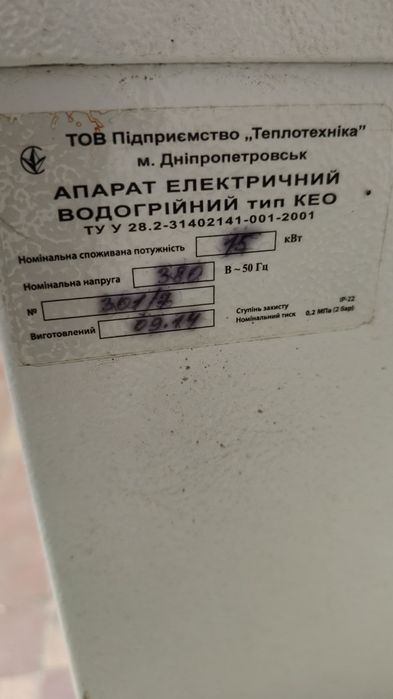 ТОВ Підприємство „Теплотехніка"
м. Дніпропетровськ
АПАРАТ ЕЛЕКТРИЧНИЙ
ВОДОГРІЙНИЙ тип КЕО
ТУ У 28.2-31402141-001-2001
Номінальна споживана потужність 15 кВт
Номінальна напруга 380 В ~ 50 Гц
№ 301/2
Виготовлений 09.14
Ступінь захисту IP-22
Номінальний тиск 0,2 МПа (2 бар)